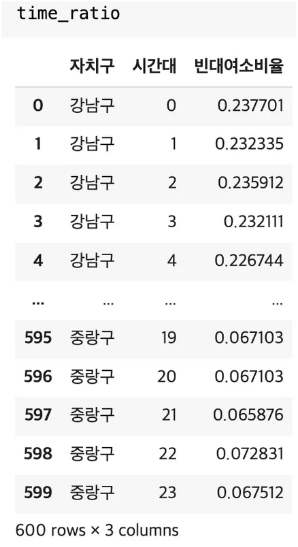 time_ratio
자치구 시간대 빈대여소비율
0 강남구 0 0.237701
1 강남구 1 0.232335
2 강남구 2 0.235912
3 강남구 3 0.232111
4 강남구 4 0.226744
... ... ... ...
595 중랑구 19 0.067103
596 중랑구 20 0.067103
597 중랑구 21 0.065876
598 중랑구 22 0.072831
599 중랑구 23 0.067512
600 rows × 3 columns